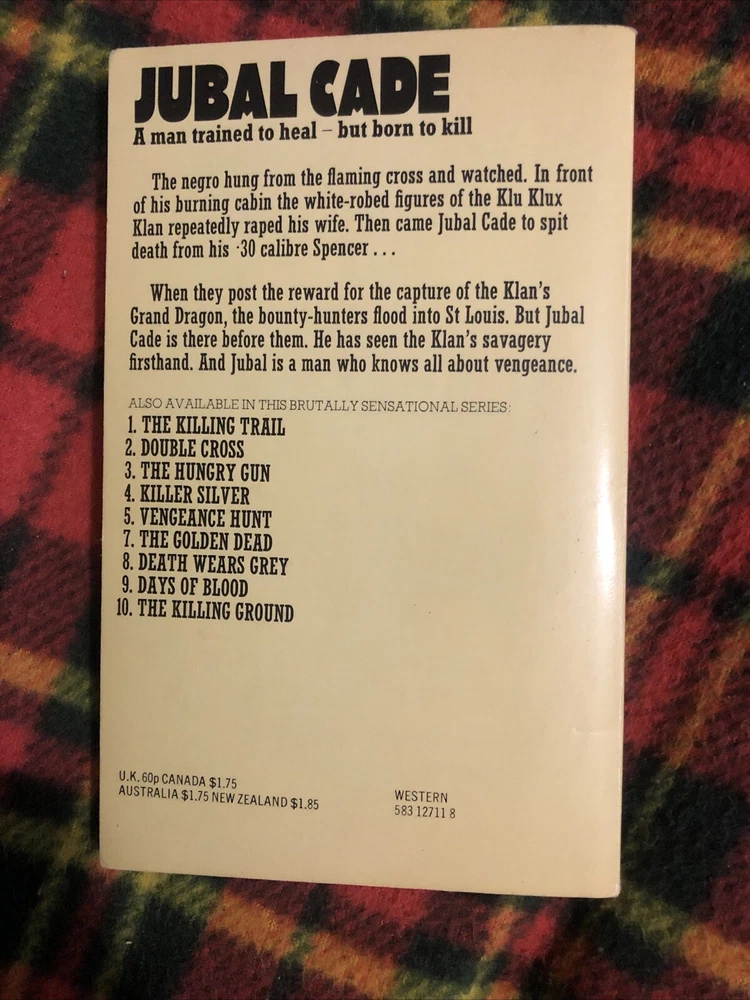 JUBAL CADE
A man trained to heal – but born to kill
The negro hung from the flaming cross and watched. In front
of his burning cabin the white-robed figures of the Klu Klux
Klan repeatedly raped his wife. Then came Jubal Cade to spit
death from his ·30 calibre Spencer . . .
When they post the reward for the capture of the Klan's
Grand Dragon, the bounty-hunters flood into St Louis. But Jubal
Cade is there before them. He has seen the Klan's savagery
firsthand. And Jubal is a man who knows all about vengeance.
ALSO AVAILABLE IN THIS BRUTALLY SENSATIONAL SERIES:
1. THE KILLING TRAIL
2. DOUBLE CROSS
3. THE HUNGRY GUN
4. KILLER SILVER
5. VENGEANCE HUNT
7. THE GOLDEN DEAD
8. DEATH WEARS GREY
9. DAYS OF BLOOD
10. THE KILLING GROUND
U.K. 60p CANADA $1.75
AUSTRALIA $1.75 NEW ZEALAND $1.85
WESTERN
583 12711 8